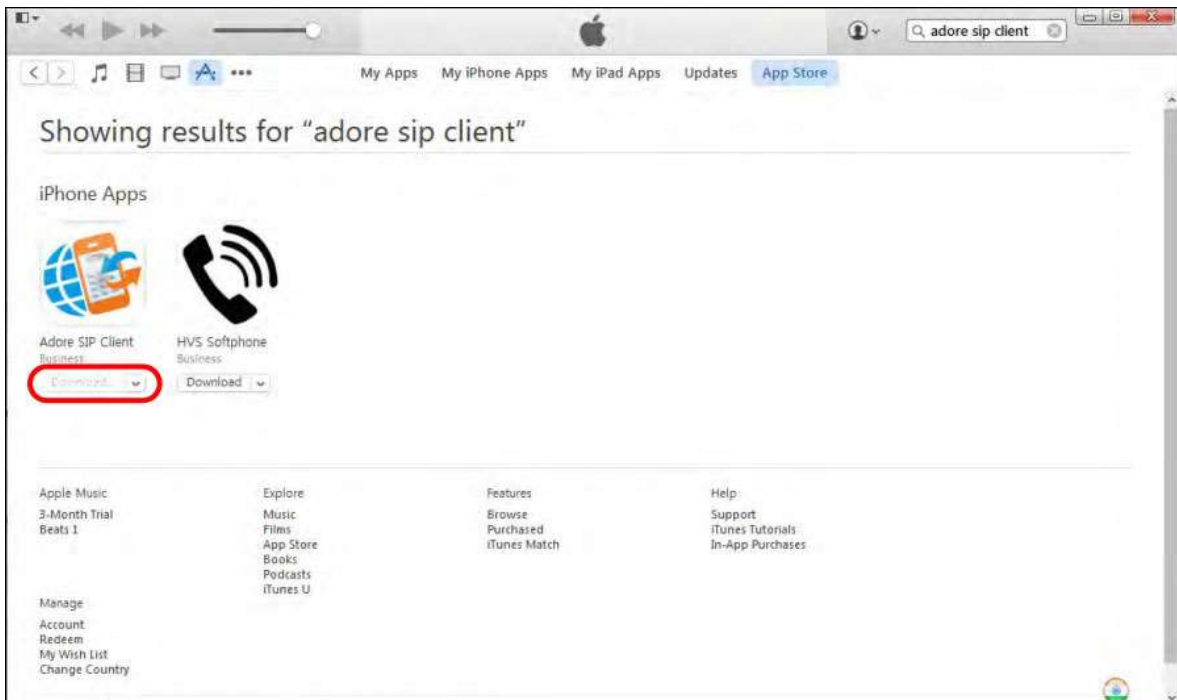 adore sip client
My Apps My iPhone Apps My iPad Apps Updates App Store
Showing results for “adore sip client”
iPhone Apps
Adore SIP Client HVS Softphone
Business Business
Download... Download
Apple Music Explore Features Help
3-Month Trial Music Browse Support
Beats 1 Films Purchased iTunes Tutorials
App Store iTunes Match In-App Purchases
Books
Podcasts
iTunes U
Manage
Account
Redeem
My Wish List
Change Country